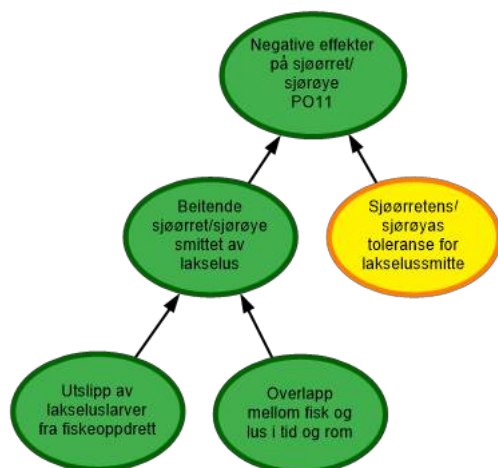 Negative effekter
på sjøørret/
sjørøye
PO11
Beitende
sjøørret/sjørøye
smittet av
lakselus
Sjøørretens/
sjørøyas
toleranse for
lakselussmitte
Utslipp av
lakseluslarver
fra fiskeoppdrett
Overlapp
mellom fisk og
lus i tid og rom